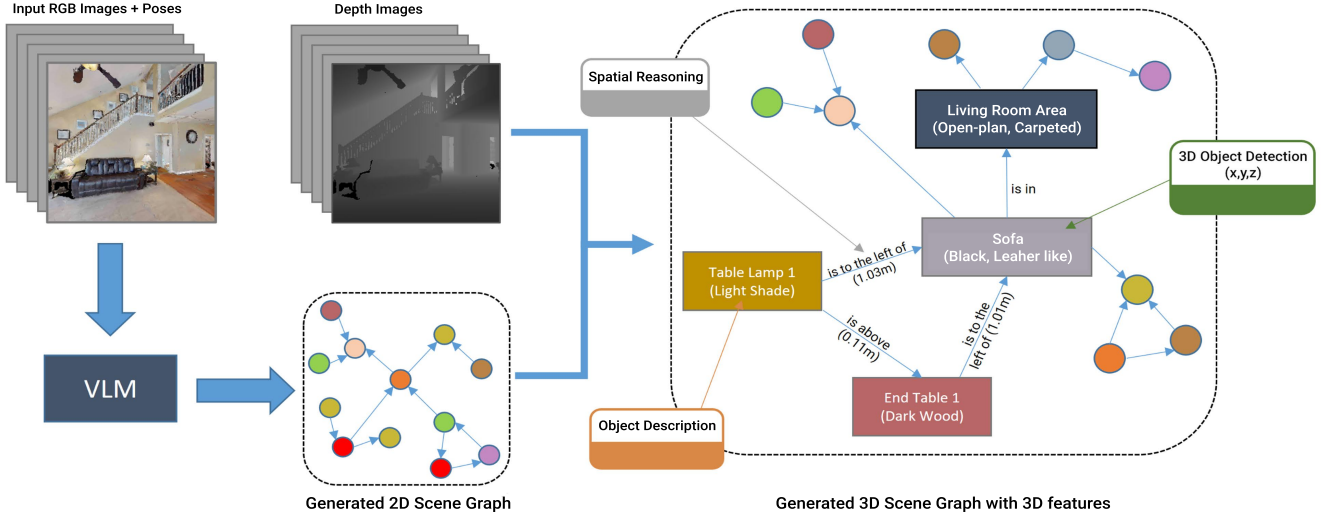 Input RGB Images + Poses
Depth Images
Spatial Reasoning
Living Room Area
(Open-plan, Carpeted)
3D Object Detection
(x,y,z)
is in
Sofa
(Black, Leaher like)
is to the left of
(1.03m)
Table Lamp 1
(Light Shade)
is above
(0.11m)
is to the
left of (1.01m)
VLM
End Table 1
(Dark Wood)
Object Description
Generated 2D Scene Graph
Generated 3D Scene Graph with 3D features